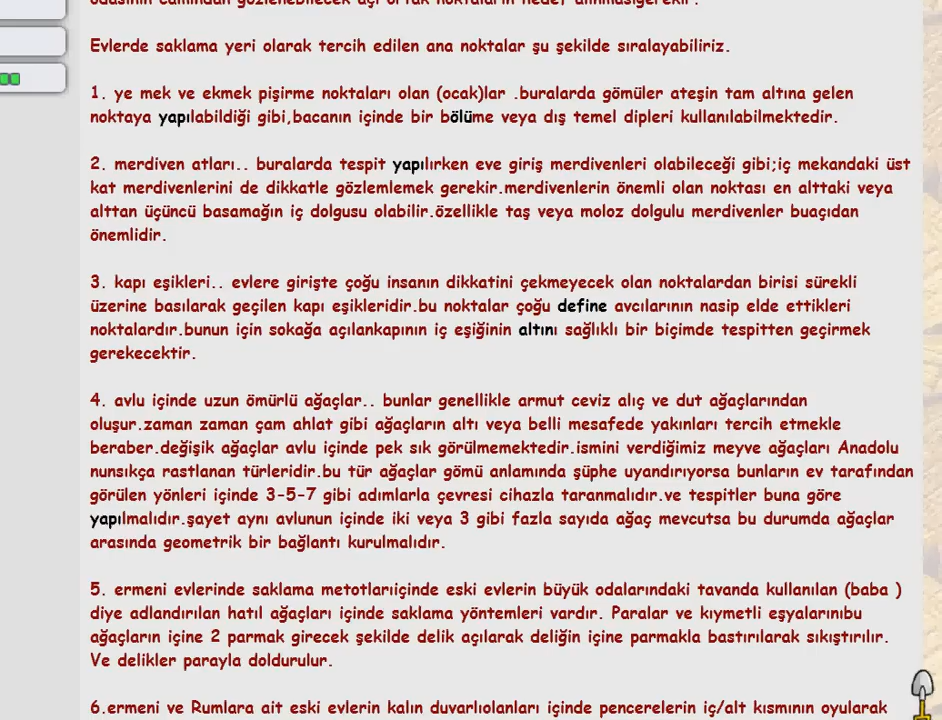 odasının camından gözlenebilecek açı ortak noktaların hedef alınmasıgerekir.
Evlerde saklama yeri olarak tercih edilen ana noktalar şu şekilde sıralayabiliriz.
1. ye mek ve ekmek pişirme noktaları olan (ocak)lar .buralarda gömüler ateşin tam altına gelen
noktaya yapılabildiği gibi,bacanın içinde bir bölüme veya dış temel dipleri kullanılabilmektedir.
2. merdiven atları.. buralarda tespit yapılırken eve giriş merdivenleri olabileceği gibi;iç mekandaki üst
kat merdivenlerini de dikkatle gözlemlemek gerekir.merdivenlerin önemli olan noktası en alttaki veya
alttan üçüncü basamağın iç dolgusu olabilir.özellikle taş veya moloz dolgulu merdivenler buaçıdan
önemlidir.
3. kapı eşikleri.. evlere girişte çoğu insanın dikkatini çekmeyecek olan noktalardan birisi sürekli
üzerine basılarak geçilen kapı eşikleridir.bu noktalar çoğu define avcılarının nasip elde ettikleri
noktalardır.bunun için sokağa açılankapının iç eşiğinin altını sağlıklı bir biçimde tespitten geçirmek
gerekecektir.
4. avlu içinde uzun ömürlü ağaçlar.. bunlar genellikle armut ceviz alıç ve dut ağaçlarından
oluşur.zaman zaman çam ahlat gibi ağaçların altı veya belli mesafede yakınları tercih etmekle
beraber.değişik ağaçlar avlu içinde pek sık görülmemektedir.ismini verdiğimiz meyve ağaçları Anadolu
nunsıkça rastlanan türleridir.bu tür ağaçlar gömü anlamında şüphe uyandırıyorsa bunların ev tarafından
görülen yönleri içinde 3-5-7 gibi adımlarla çevresi cihazla taranmalıdır.ve tespitler buna göre
yapılmalıdır.şayet aynı avlunun içinde iki veya 3 gibi fazla sayıda ağaç mevcutsa bu durumda ağaçlar
arasında geometrik bir bağlantı kurulmalıdır.
5. ermeni evlerinde saklama metotlarıiçinde eski evlerin büyük odalarındaki tavanda kullanılan (baba )
diye adlandırılan hatıl ağaçları içinde saklama yöntemleri vardır. Paralar ve kıymetli eşyalarınıbu
ağaçların içine 2 parmak girecek şekilde delik açılarak deliğin içine parmakla bastırılarak sıkıştırılır.
Ve delikler parayla doldurulur.
6.ermeni ve Rumlara ait eski evlerin kalın duvarlıolanları içinde pencerelerin iç/alt kısmının oyularak